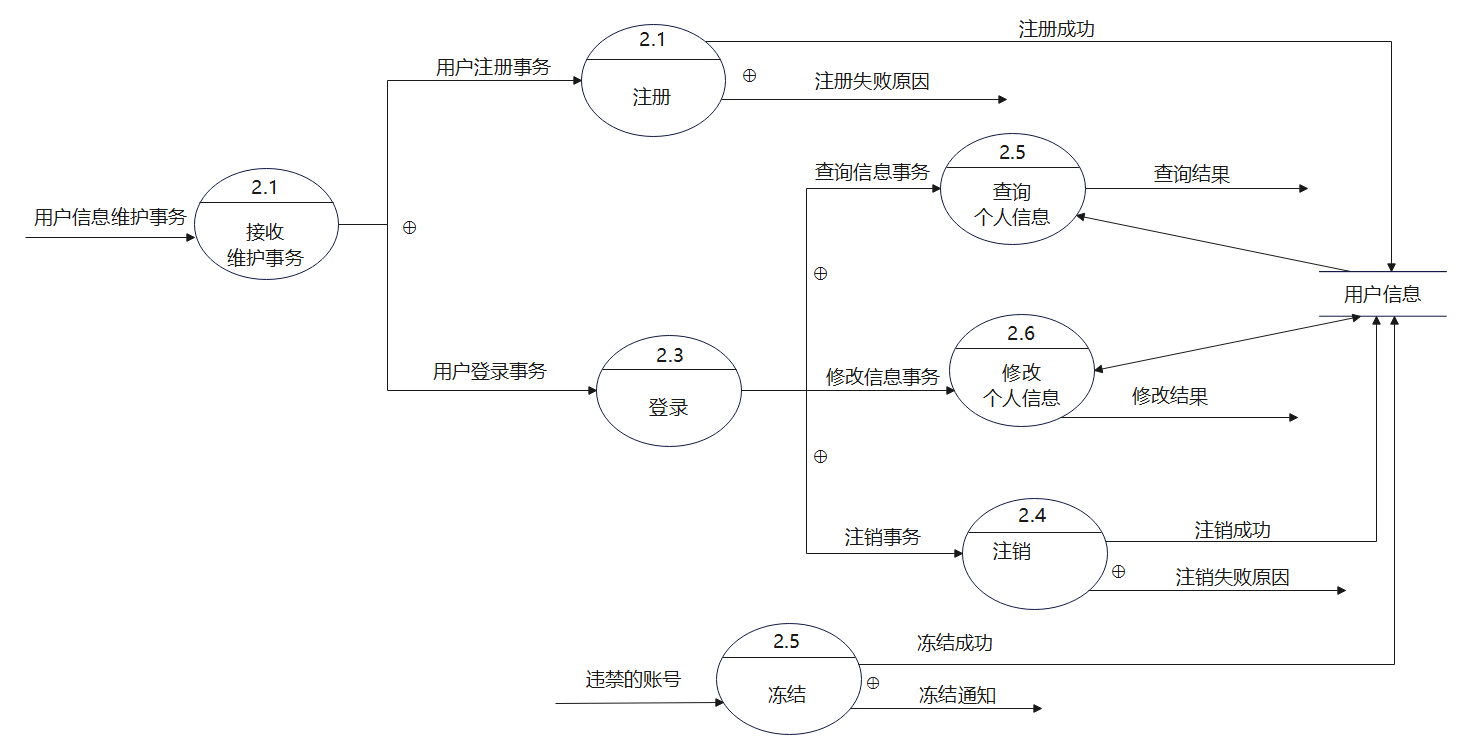 2.1
注册成功
用户注册事务
注册
⊕
注册失败原因
2.5
查询信息事务
查询
个人信息
查询结果
2.1
用户信息维护事务
接收
维护事务
⊕
⊕
用户信息
2.6
2.3
用户登录事务
修改信息事务
修改
个人信息
修改结果
登录
⊕
2.4
注销事务
注销
注销成功
⊕
注销失败原因
2.5
冻结成功
违禁的账号
冻结
⊕
冻结通知